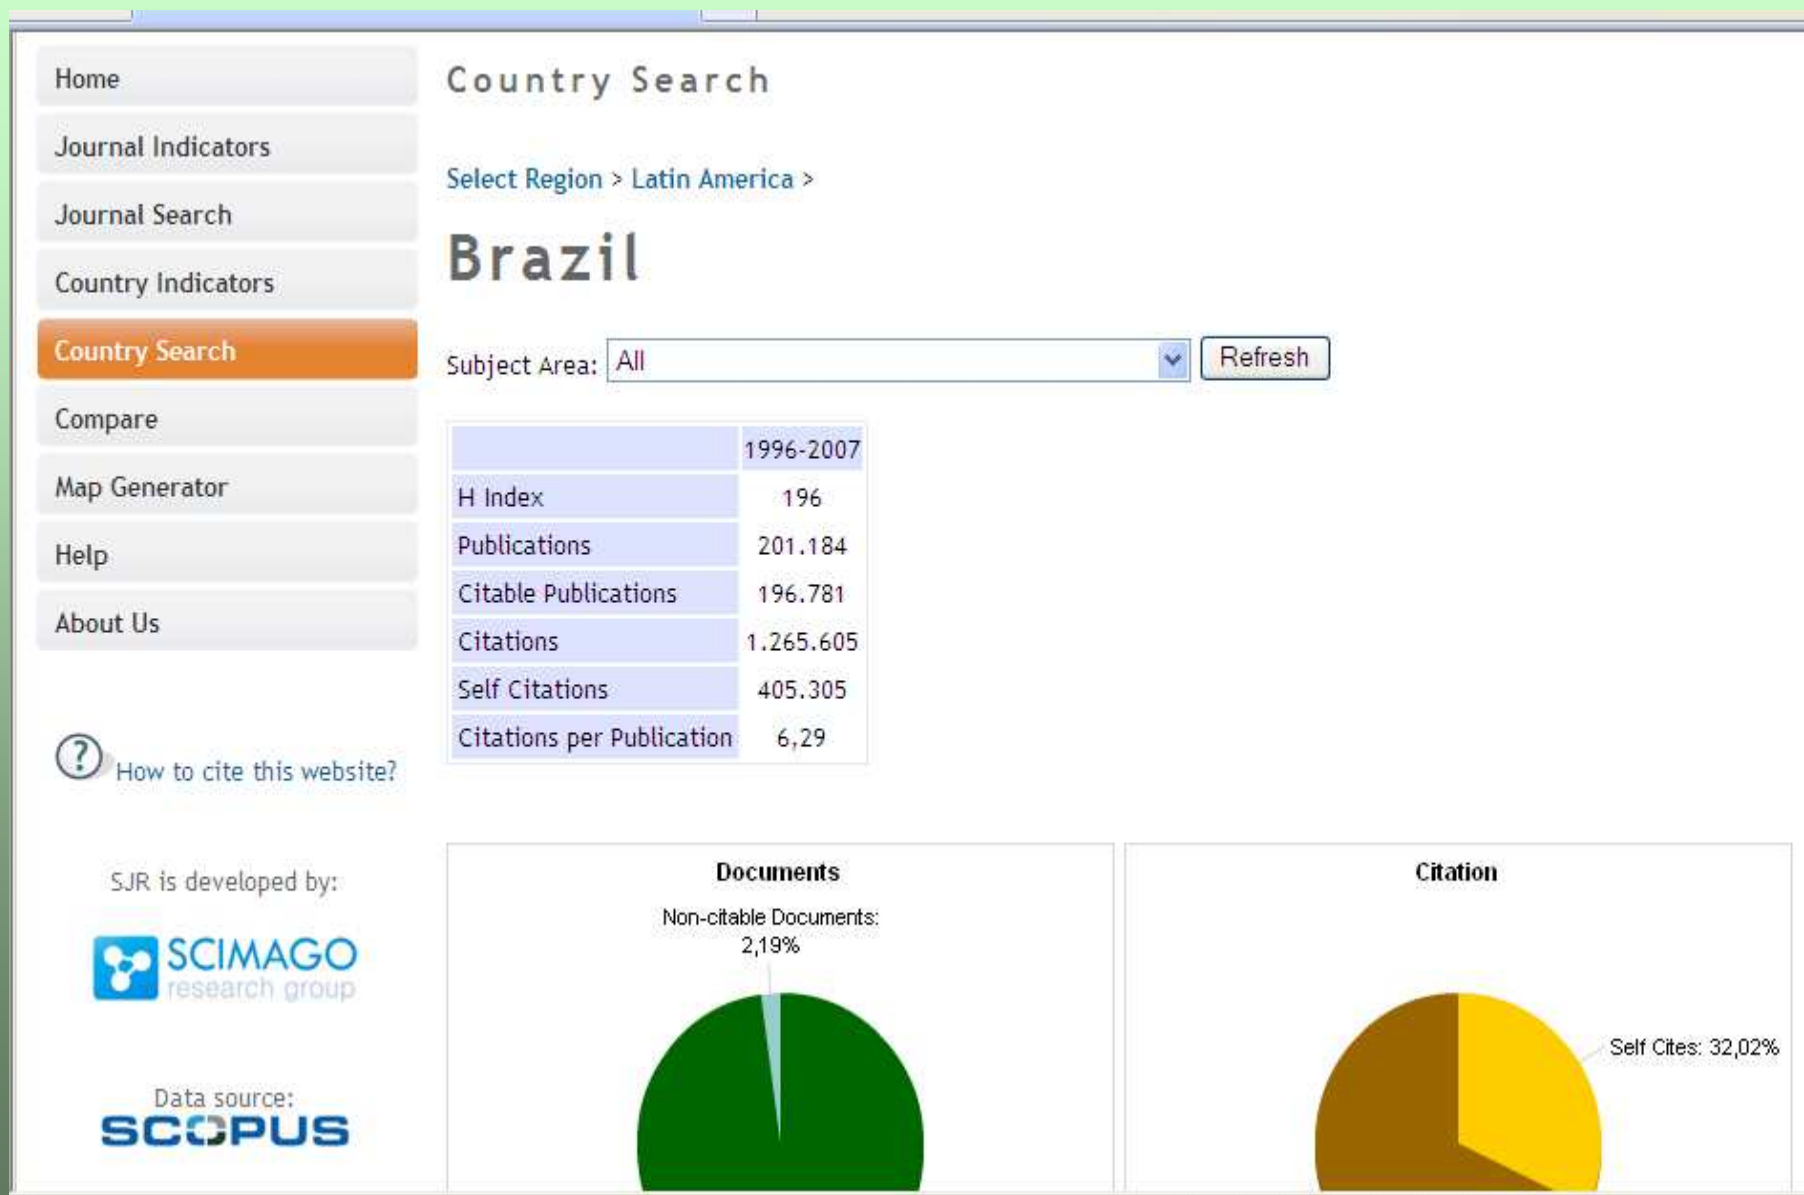 Home
Journal Indicators
Journal Search
Country Indicators
Country Search
Compare
Map Generator
Help
About Us
? How to cite this website?
SJR is developed by:
SCIMAGO
research group
Data source:
SCOPUS
Country Search
Select Region > Latin America >
Brazil
Subject Area: All Refresh
1996-2007
H Index 196
Publications 201.184
Citable Publications 196.781
Citations 1.265.605
Self Citations 405.305
Citations per Publication 6,29
Documents
Non-citable Documents:
2,19%
Citation
Self Cites: 32,02%